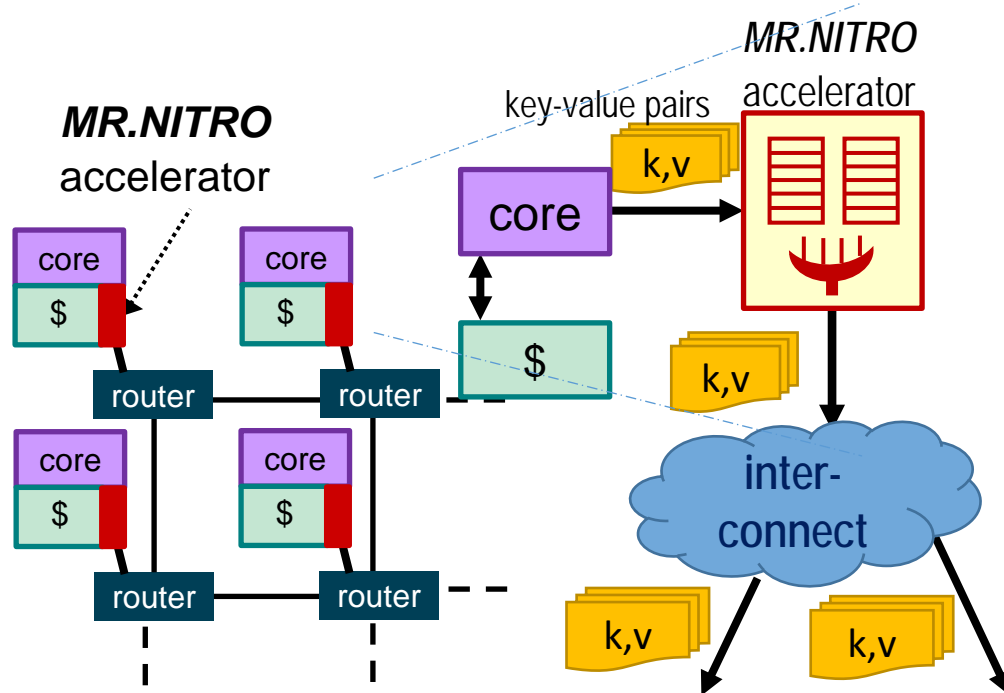 MR.NITRO
accelerator
core
$
core
$
router
router
core
$
core
$
router
router
MR.NITRO
accelerator
key-value pairs
k,v
core
$
k,v
inter-
connect
k,v
k,v